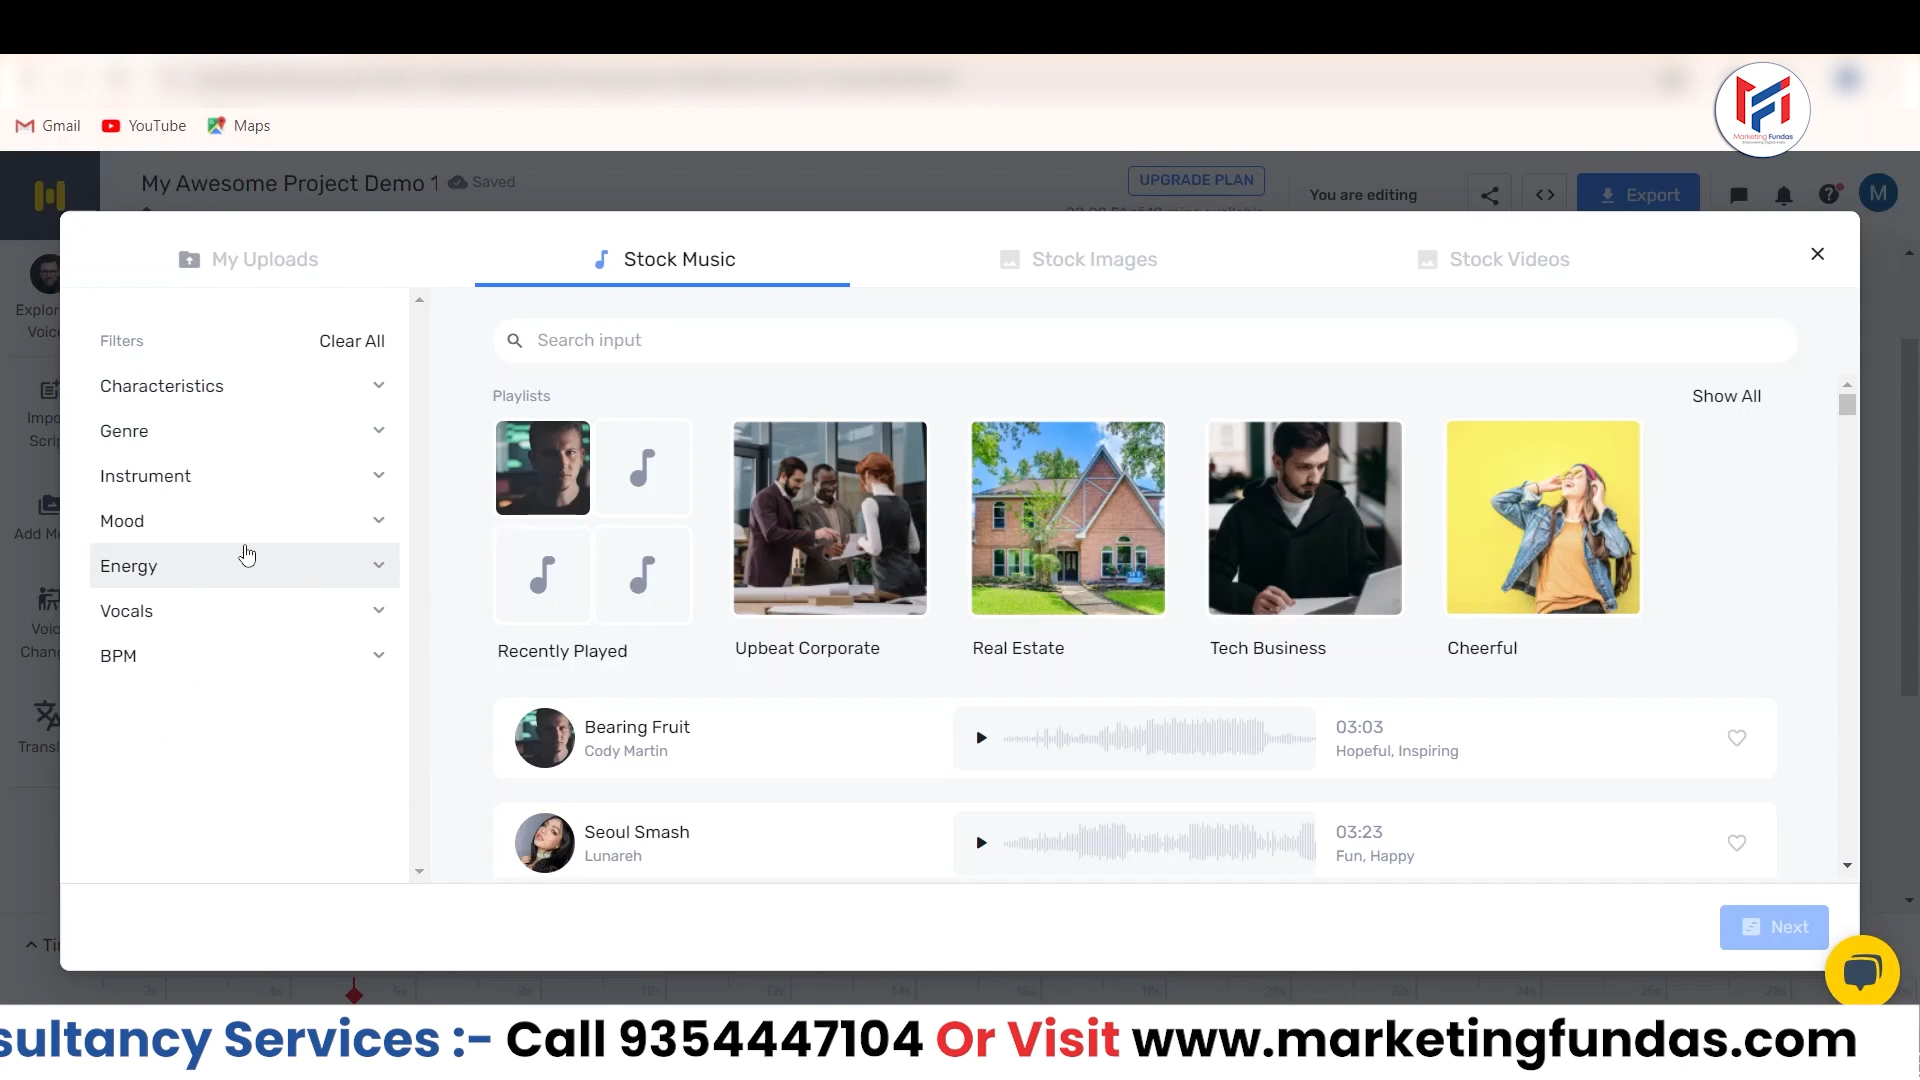 Gmail YouTube Maps
Marketing Fundas
My Awesome Project Demo 1 Saved
UPGRADE PLAN
You are editing
Export
M
My Uploads
Stock Music
Stock Images
Stock Videos
Filters
Clear All
Characteristics
Genre
Instrument
Mood
Energy
Vocals
BPM
Search input
Playlists
Show All
Recently Played
Upbeat Corporate
Real Estate
Tech Business
Cheerful
Bearing Fruit
Cody Martin
03:03
Hopeful, Inspiring
Seoul Smash
Lunareh
03:23
Fun, Happy
Next
sultancy Services :- Call 9354447104 Or Visit www.marketingfundas.com